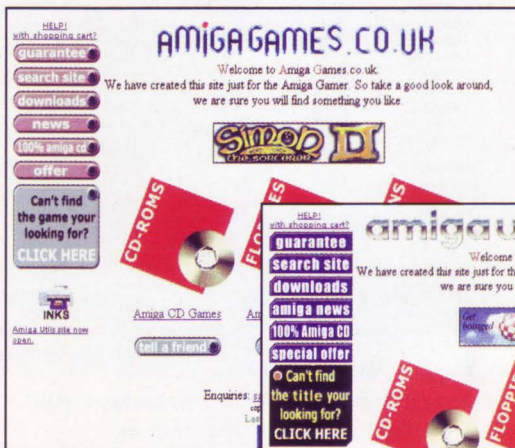 HELP!
with shopping cart?
guarantee
search site
downloads
news
100% amiga cd
offer
Can't find
the game your
looking for?
CLICK HERE
INKS
Amiga Utils site now
open.
AMIGAGAMES.CO.UK
Welcome to Amiga Games.co.uk.
We have created this site just for the Amiga Gamer. So take a good look around,
we are sure you will find something you like.
Simon II
the sorcerer
CD-ROMS
Amiga CD Games
tell a friend
Enquiries:
HELP!
with shopping cart?
guarantee
search site
downloads
amiga news
100% Amiga CD
special offer
Can't find
the title your
looking for?
CLICK HERE
amiga
Welcome
We have created this site just for th
we are sure you
Get
CD-ROMS
FLOPPIN